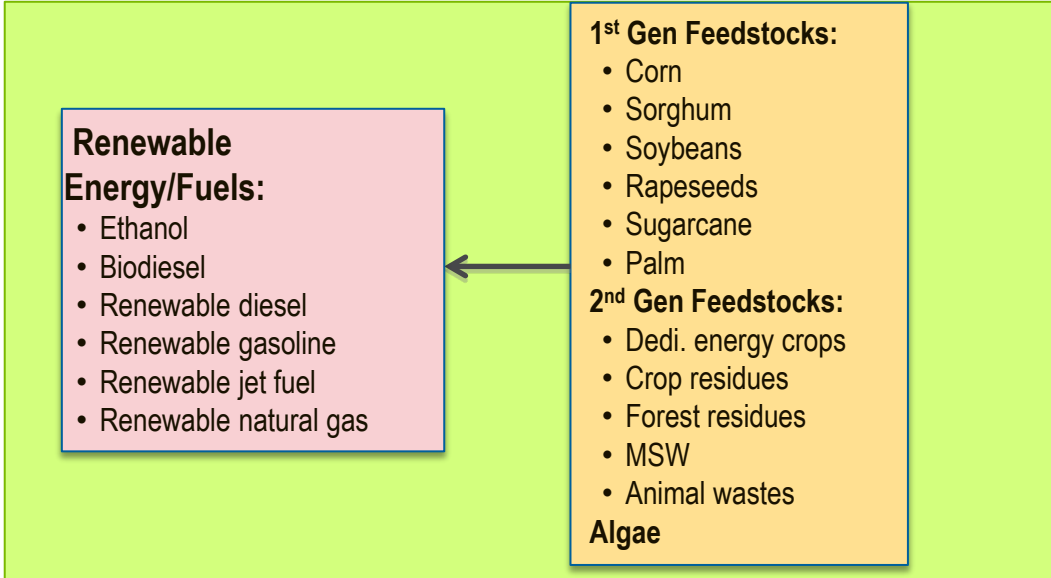 Renewable
Energy/Fuels:
• Ethanol
• Biodiesel
• Renewable diesel
• Renewable gasoline
• Renewable jet fuel
• Renewable natural gas
1st Gen Feedstocks:
• Corn
• Sorghum
• Soybeans
• Rapeseeds
• Sugarcane
• Palm
2nd Gen Feedstocks:
• Dedi. energy crops
• Crop residues
• Forest residues
• MSW
• Animal wastes
Algae